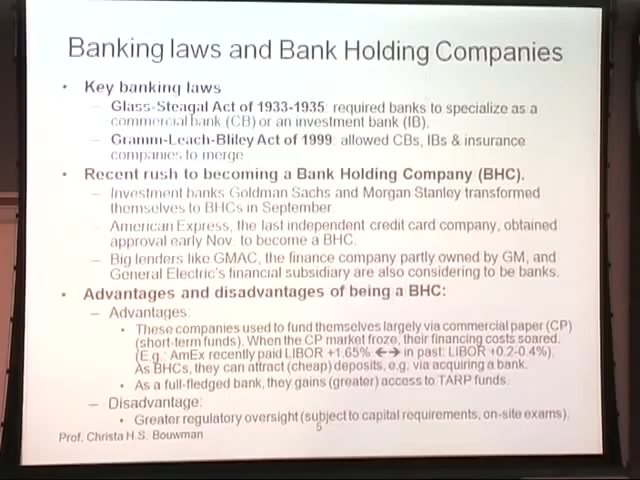 Banking laws and Bank Holding Companies
• Key banking laws
– Glass-Steagal Act of 1933-1935: required banks to specialize as a
commercial bank (CB) or an investment bank (IB).
– Gramm-Leach-Bliley Act of 1999: allowed CBs, IBs & insurance
companies to merge
• Recent rush to becoming a Bank Holding Company (BHC).
– Investment banks Goldman Sachs and Morgan Stanley transformed
themselves to BHCs in September
– American Express, the last independent credit card company, obtained
approval early Nov. to become a BHC.
– Big lenders like GMAC, the finance company partly owned by GM, and
General Electric's financial subsidiary are also considering to be banks.
• Advantages and disadvantages of being a BHC:
– Advantages:
• These companies used to fund themselves largely via commercial paper (CP)
(short-term funds). When the CP market froze, their financing costs soared.
(E.g.: AmEx recently paid LIBOR +1.65% ←→ in past: LIBOR +0.2-0.4%).
As BHCs, they can attract (cheap) deposits, e.g. via acquiring a bank.
• As a full-fledged bank, they gains (greater) access to TARP funds.
– Disadvantage:
• Greater regulatory oversight (subject to capital requirements, on-site exams).
5
Prof. Christa H.S. Bouwman